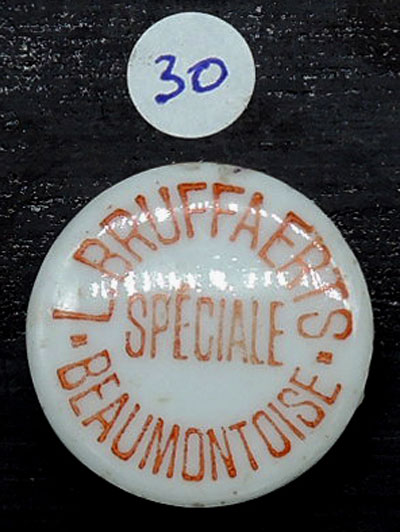 30
L. BRUFFAERTS
SPÉCIALE
"BEAUMONTOISE"